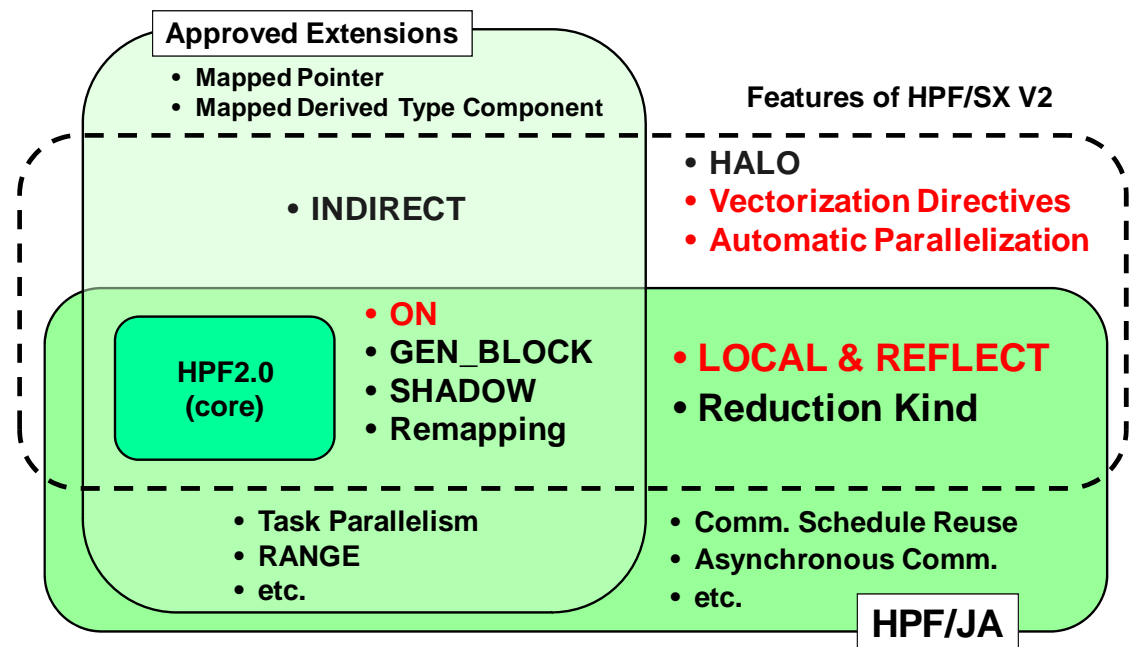 Approved Extensions
• Mapped Pointer
• Mapped Derived Type Component
Features of HPF/SX V2
• HALO
• Vectorization Directives
• Automatic Parallelization
• INDIRECT
HPF2.0
(core)
• ON
• GEN_BLOCK
• SHADOW
• Remapping
• LOCAL & REFLECT
• Reduction Kind
• Task Parallelism
• RANGE
• etc.
• Comm. Schedule Reuse
• Asynchronous Comm.
• etc.
HPF/JA